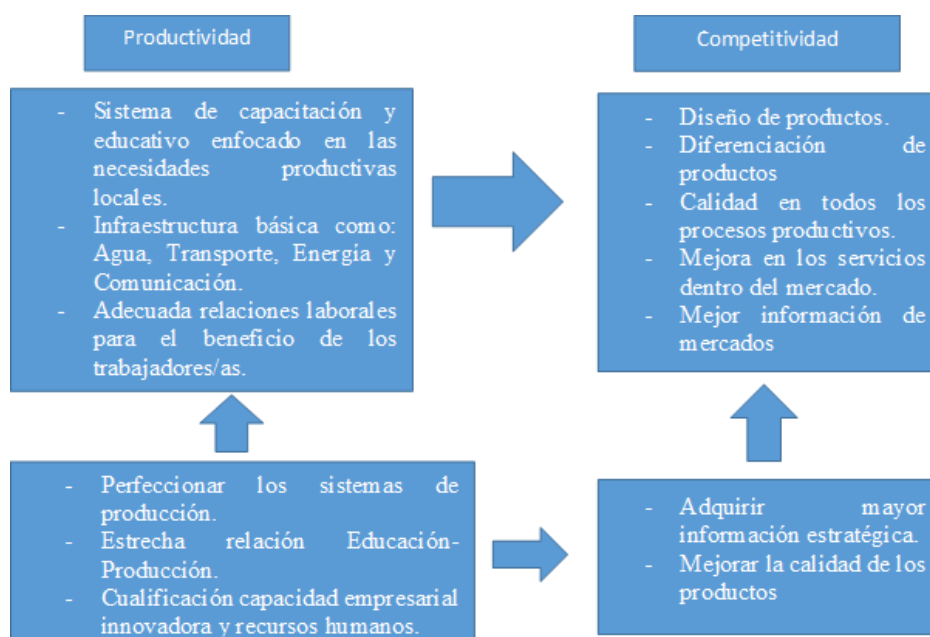 Productividad
- Sistema de capacitación y
educativo enfocado en las
necesidades productivas
locales.
- Infraestructura básica como:
Agua, Transporte, Energía y
Comunicación.
- Adecuada relaciones laborales
para el beneficio de los
trabajadores/as.
Competitividad
- Diseño de productos.
- Diferenciación de
productos
- Calidad en todos los
procesos productivos.
- Mejora en los servicios
dentro del mercado.
- Mejor información de
mercados
- Perfeccionar los sistemas de
producción.
- Estrecha relación Educación-
Producción.
- Cualificación capacidad empresarial
innovadora y recursos humanos.
- Adquirir mayor
información estratégica.
- Mejorar la calidad de los
productos